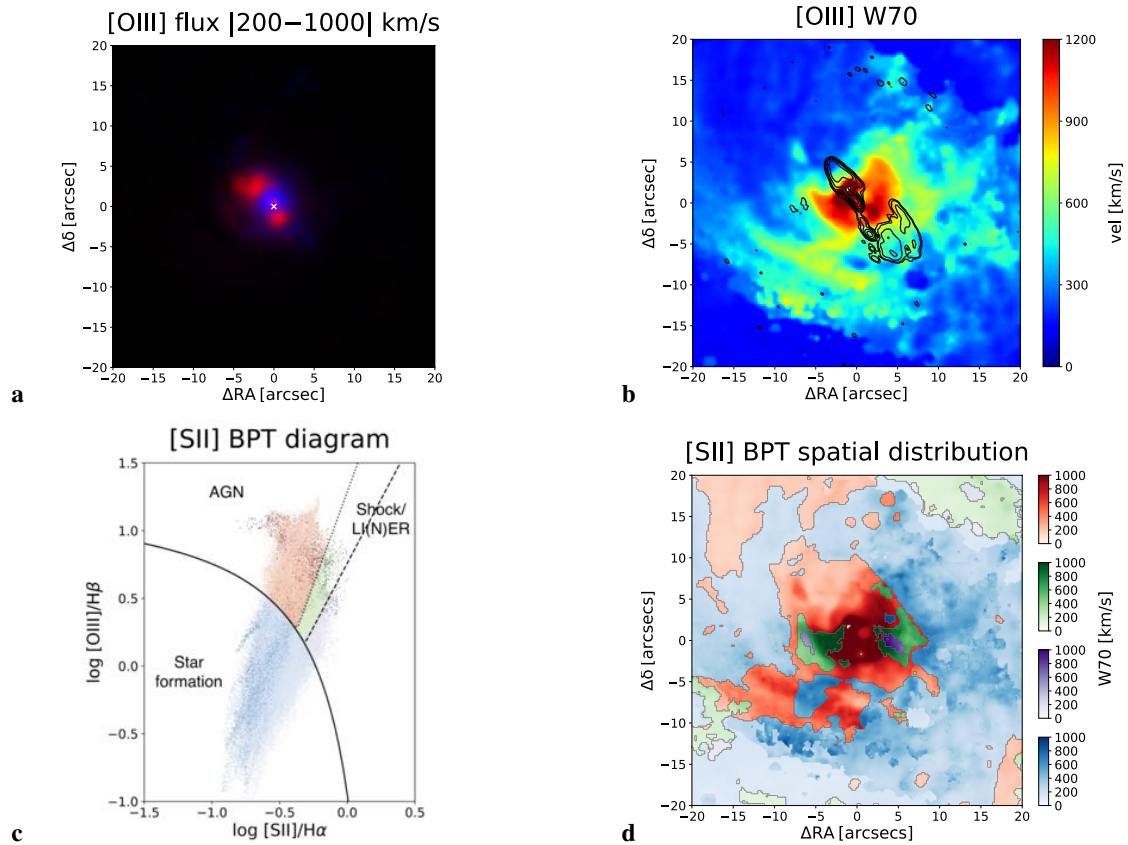 [OIII] flux |200−1000| km/s
20
15
10
5
0
−5
−10
−15
−20
−20 −15 −10 −5 0 5 10 15 20
Δδ [arcsec]
ΔRA [arcsec]
a
[OIII] W70
20
15
10
5
0
−5
−10
−15
−20
−20 −15 −10 −5 0 5 10 15 20
Δδ [arcsec]
ΔRA [arcsec]
1200
900
600
300
0
vel [km/s]
b
[SII] BPT diagram
1.5
1.0
0.5
0.0
−0.5
−1.0
−1.5 −1.0 −0.5 0.0 0.5
log [OIII]/Hβ
log [SII]/Hα
AGN
Shock/
LI(N)ER
Star
formation
c
[SII] BPT spatial distribution
20
15
10
5
0
−5
−10
−15
−20
−20 −15 −10 −5 0 5 10 15 20
Δδ [arcsecs]
ΔRA [arcsecs]
1000
800
600
400
200
0
1000
800
600
400
200
0
1000
800
600
400
200
0
1000
800
600
400
200
0
W70 [km/s]
d